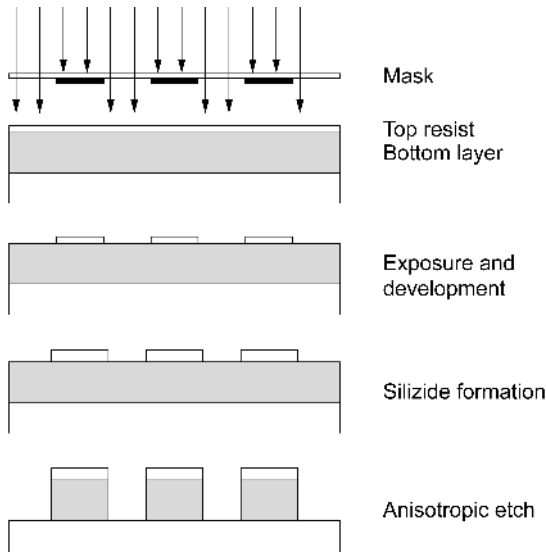 Mask
Top resist
Bottom layer
Exposure and
development
Silizide formation
Anisotropic etch